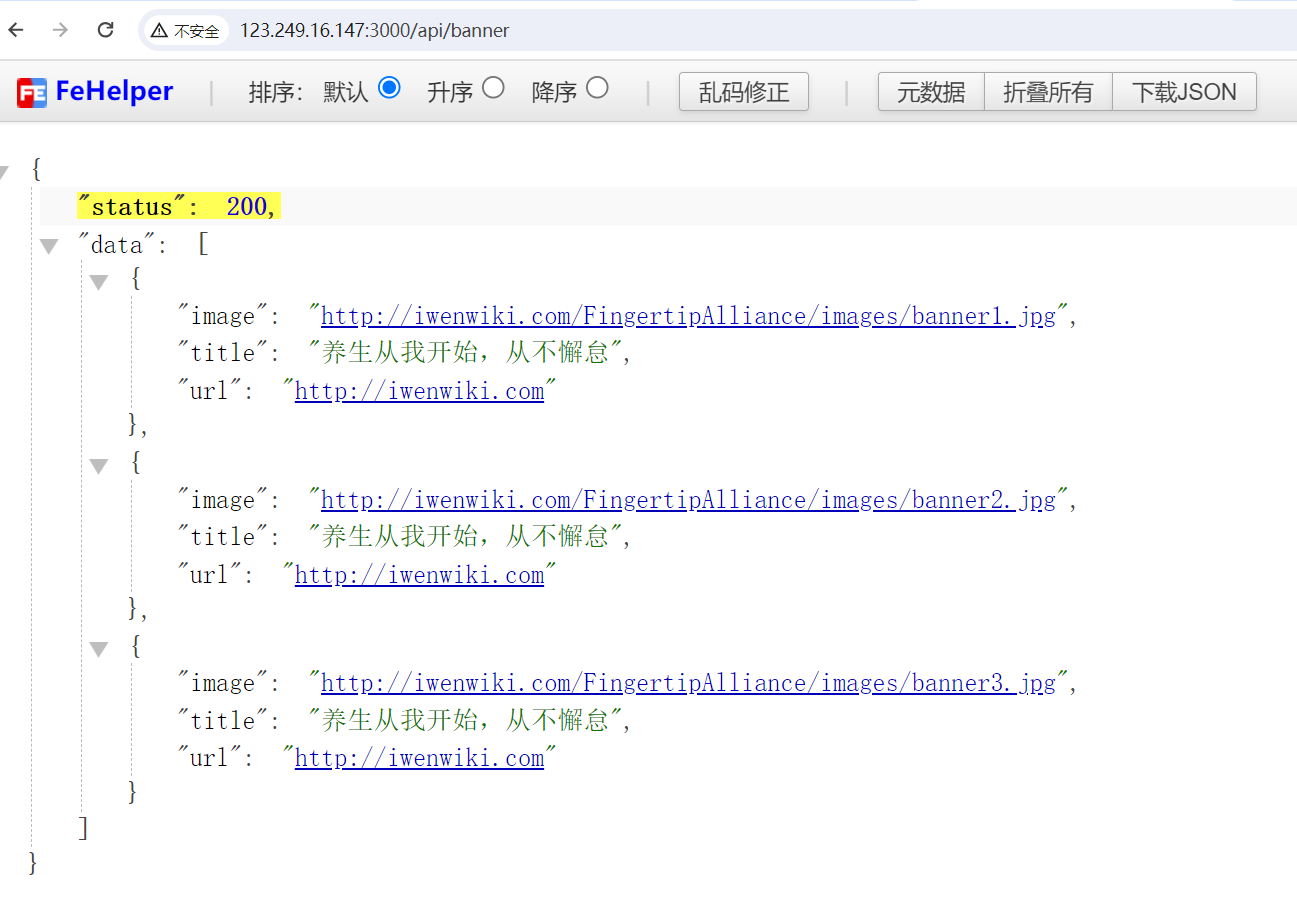 不安全 123.249.16.147:3000/api/banner
FE FeHelper | 排序: 默认 升序 降序 | 乱码修正 | 元数据 折叠所有 下载JSON
{
"status": 200,
"data": [
{
"image": "http://iwenwiki.com/FingertipAlliance/images/banner1.jpg",
"title": "养生从我开始，从不懈怠",
"url": "http://iwenwiki.com"
},
{
"image": "http://iwenwiki.com/FingertipAlliance/images/banner2.jpg",
"title": "养生从我开始，从不懈怠",
"url": "http://iwenwiki.com"
},
{
"image": "http://iwenwiki.com/FingertipAlliance/images/banner3.jpg",
"title": "养生从我开始，从不懈怠",
"url": "http://iwenwiki.com"
}
]
}